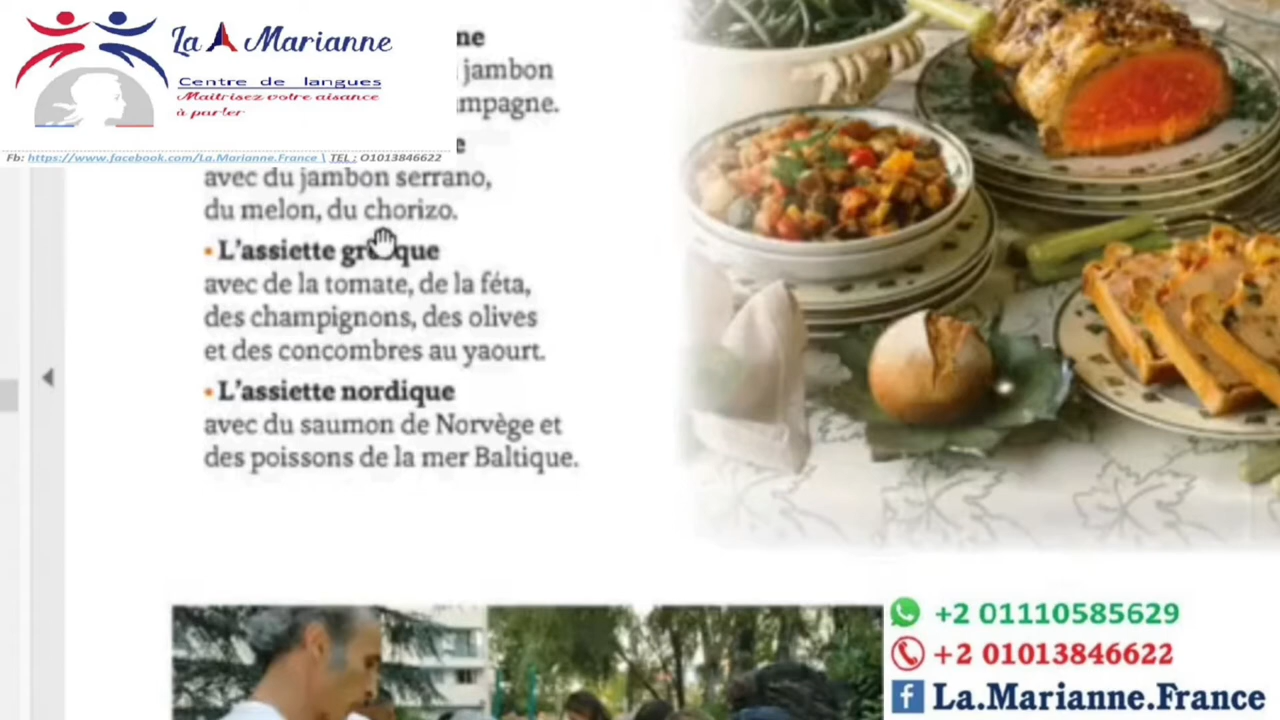 La Marianne
Centre de langues
Maîtrisez votre aisance
à parler
Fb: https://www.facebook.com/La.Marianne.France \ TEL : 01013846622
ne
jambon
mpagne.
e
avec du jambon serrano,
du melon, du chorizo.
• L'assiette grecque
avec de la tomate, de la féta,
des champignons, des olives
et des concombres au yaourt.
• L'assiette nordique
avec du saumon de Norvège et
des poissons de la mer Baltique.
+2 01110585629
+2 01013846622
La.Marianne.France